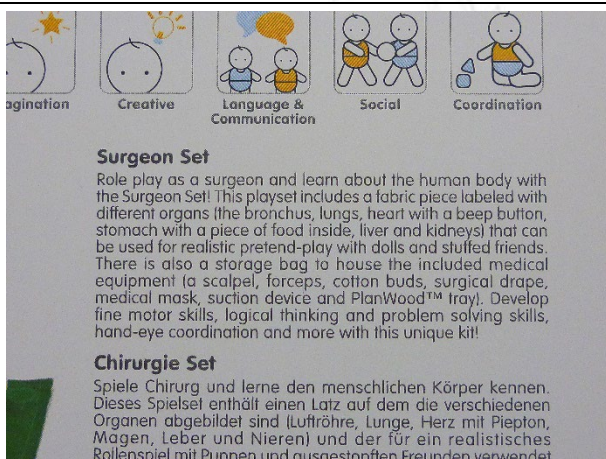 agination
Creative
Language &
Communication
Social
Coordination
Surgeon Set
Role play as a surgeon and learn about the human body with
the Surgeon Set! This playset includes a fabric piece labeled with
different organs (the bronchus, lungs, heart with a beep button,
stomach with a piece of food inside, liver and kidneys) that can
be used for realistic pretend-play with dolls and stuffed friends.
There is also a storage bag to house the included medical
equipment (a scalpel, forceps, cotton buds, surgical drape,
medical mask, suction device and PlanWood™ tray). Develop
fine motor skills, logical thinking and problem solving skills,
hand-eye coordination and more with this unique kit!
Chirurgie Set
Spiele Chirurg und lerne den menschlichen Körper kennen.
Dieses Spielset enthält einen Latz auf dem die verschiedenen
Organen abgebildet sind (Luftröhre, Lunge, Herz mit Piepton,
Magen, Leber und Nieren) und der für ein realistisches
Rollenspiel mit Puppen und ausgestopften Freunden verwendet